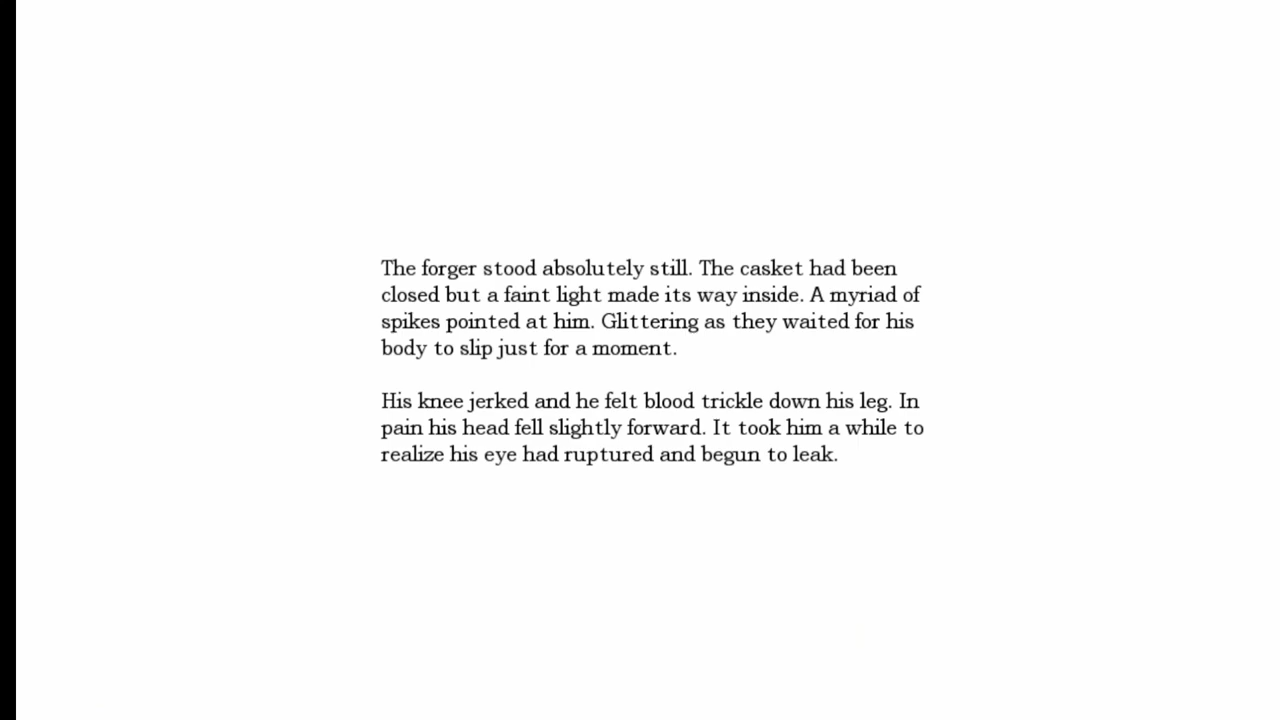 The forger stood absolutely still. The casket had been
closed but a faint light made its way inside. A myriad of
spikes pointed at him. Glittering as they waited for his
body to slip just for a moment.
His knee jerked and he felt blood trickle down his leg. In
pain his head fell slightly forward. It took him a while to
realize his eye had ruptured and begun to leak.